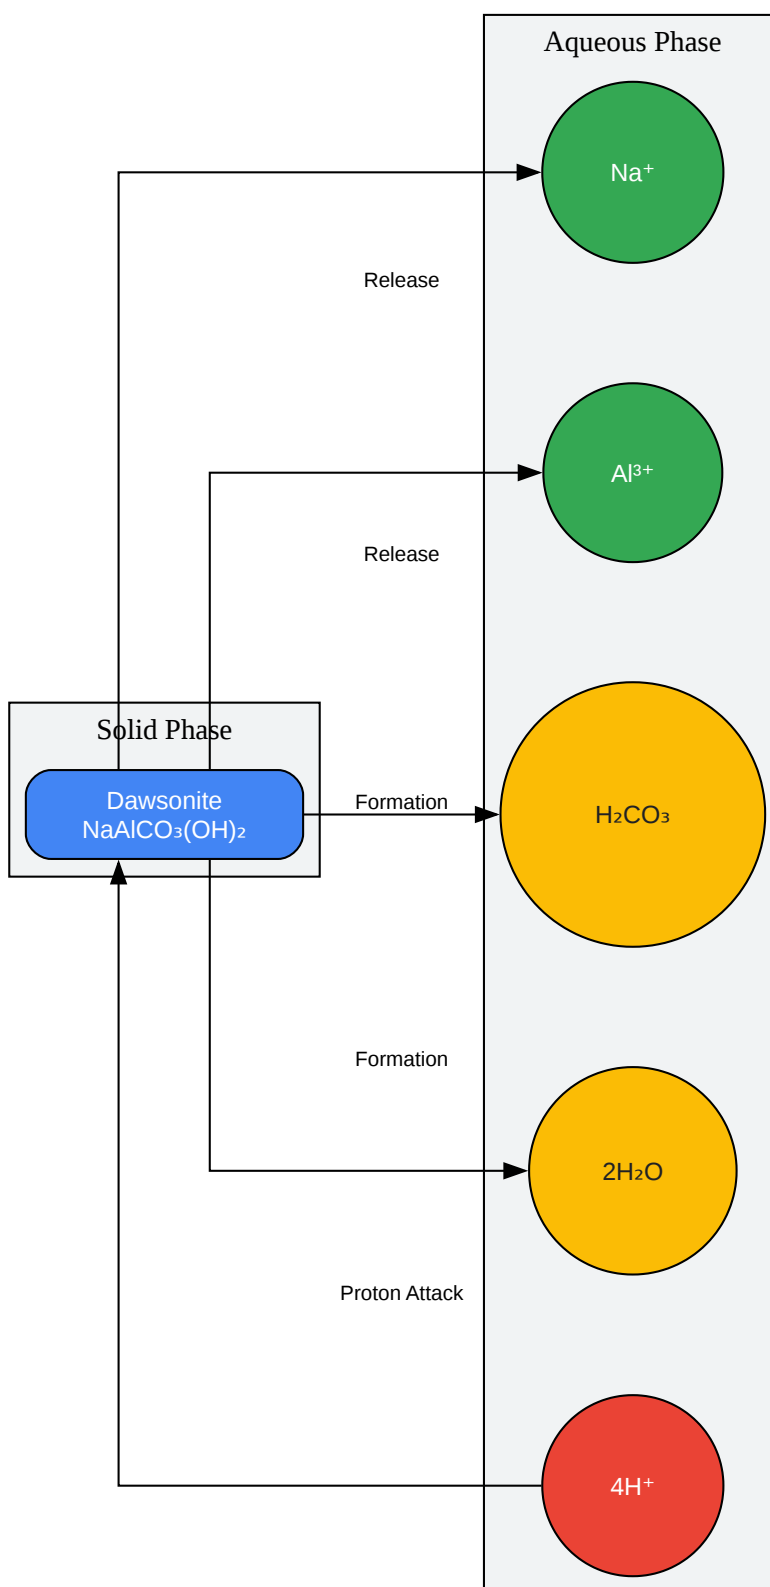 Aqueous Phase
Na⁺
Release
Al³⁺
Release
Solid Phase
Dawsonite
NaAlCO₃(OH)₂
Formation
H₂CO₃
Formation
2H₂O
Proton Attack
4H⁺